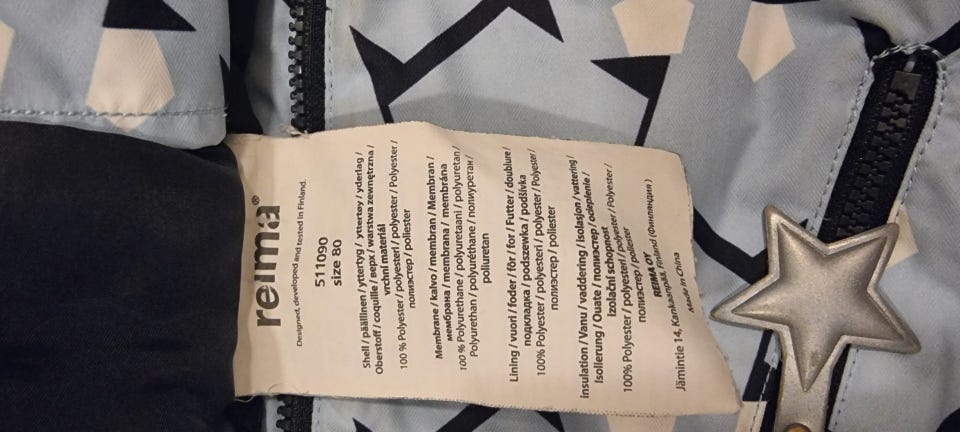 reima®
Designed, developed and tested in Finland.
511090
size 80
Shell / päällinen / yttertyg / yttertøy / yderlag /
Oberstoff / coquille / верх / warstwa zewnętrzna /
vrchní materiál
100 % Polyester / polyesteri / polyester / Polyester /
полиэстер / poliester
Membrane / kalvo / membran / Membran /
мембрана / membrana / membrána
100 % Polyurethane / polyuretaani / polyuretan /
Polyurethan / polyuréthane / полиуретан /
poliuretan
Lining / vuori / foder / för / for / Futter / doublure /
подкладка / podszewka / podšívka
100% Polyester / polyesteri / polyester / Polyester /
полиэстер / poliester
insulation / Vanu / vaddering / Isolasjon / vattering /
Isolierung / Ouate / полиэстер / ocieplenie /
Izolační schopnost
100% Polyester / polyesteri / polyester / Polyester /
полиэстер / poliester
REIMA OY
Jämintie 14, Kankaanpää, Finland (Финляндия )
Made in China